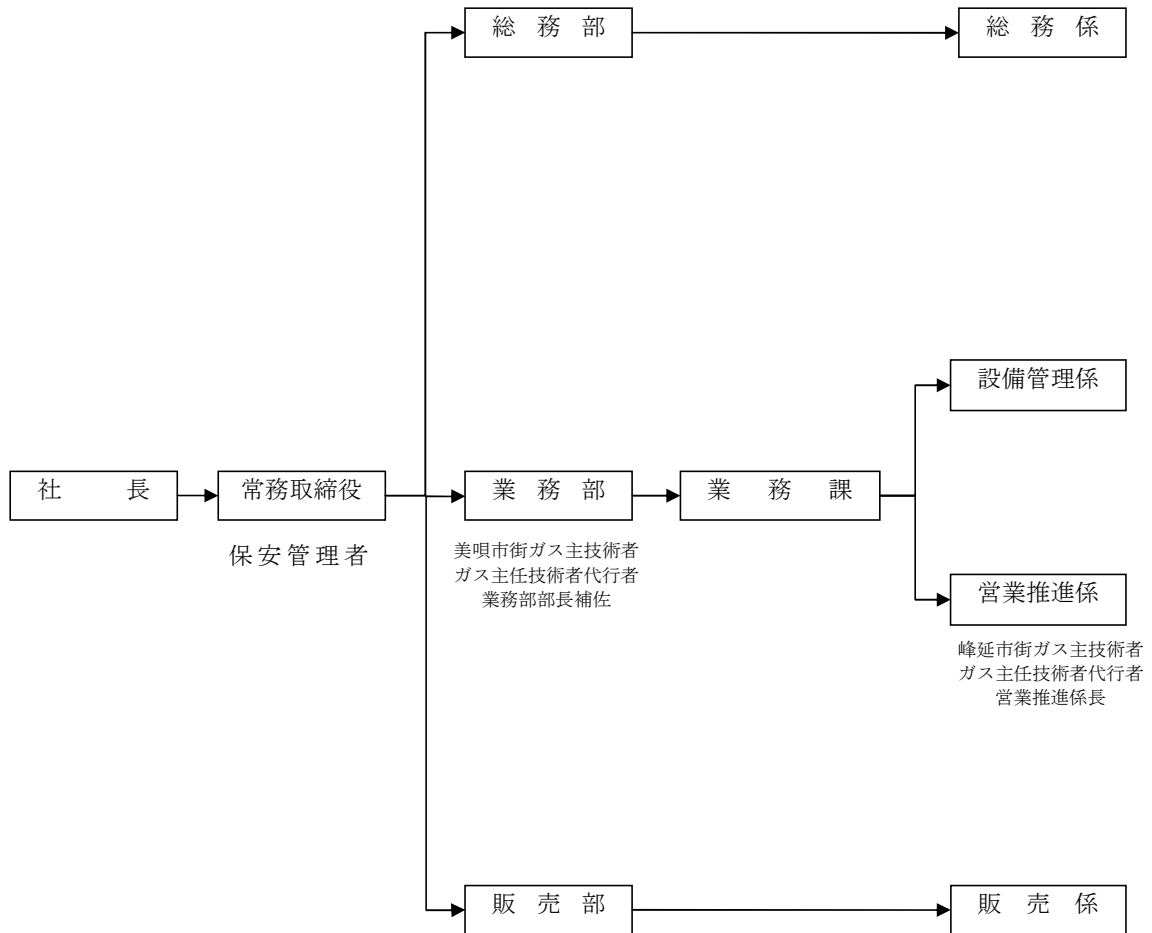 総務部
総務係
設備管理係
社長
常務取締役
業務部
業務課
保安管理者
美唄市街ガス主技術者
ガス主任技術者代行者
業務部部長補佐
営業推進係
峰延市街ガス主技術者
ガス主任技術者代行者
営業推進係長
販売部
販売係